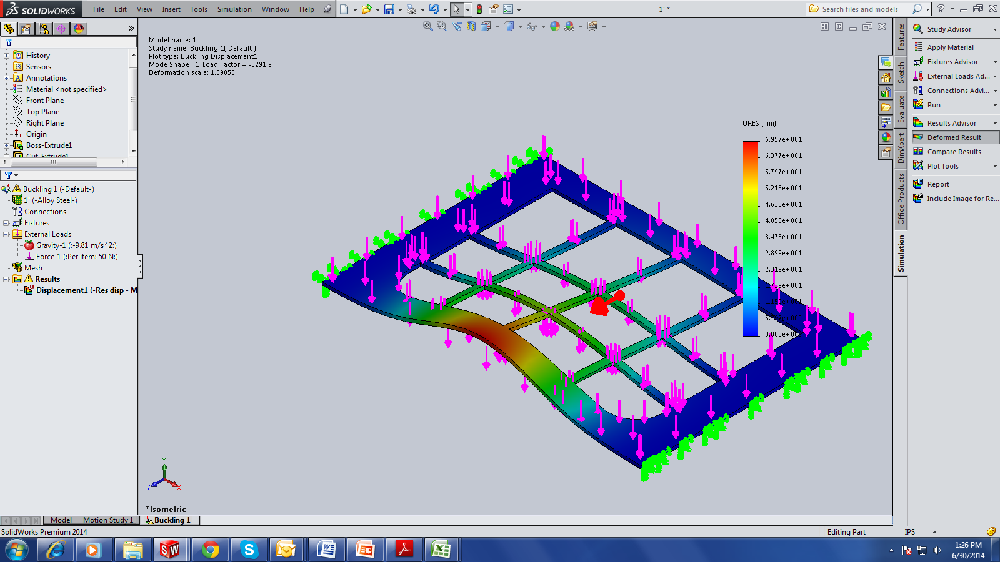 SOLIDWORKS
File Edit View Insert Tools Simulation Window Help
1' *
Search files and models
History
Sensors
Annotations
Material <not specified>
Front Plane
Top Plane
Right Plane
Origin
Boss-Extrude1
Cut-Extrude1
Buckling 1 (-Default-)
1' (-Alloy Steel-)
Connections
Fixtures
External Loads
Gravity-1 (:-9.81 m/s^2:)
Force-1 (:Per item: 50 N:)
Mesh
Results
Displacement1 (-Res disp - M
Model name: 1'
Study name: Buckling 1(-Default-)
Plot type: Buckling Displacement1
Mode Shape : 1 Load Factor = -3291.9
Deformation scale: 1.89858
URES (mm)
6.957e+001
6.377e+001
5.797e+001
5.218e+001
4.638e+001
4.058e+001
3.478e+001
2.899e+001
2.319e+001
1.739e+001
1.159e+001
0.000e+000
Y
Z
X
*Isometric
Features
Sketch
Evaluate
DimXpert
Office Products
Simulation
Study Advisor
Apply Material
Fixtures Advisor
External Loads Ad...
Connections Advi...
Run
Results Advisor
Deformed Result
Compare Results
Plot Tools
Report
Include Image for Re...
Model Motion Study 1 Buckling 1
SolidWorks Premium 2014
Editing Part
IPS
1:26 PM
6/30/2014